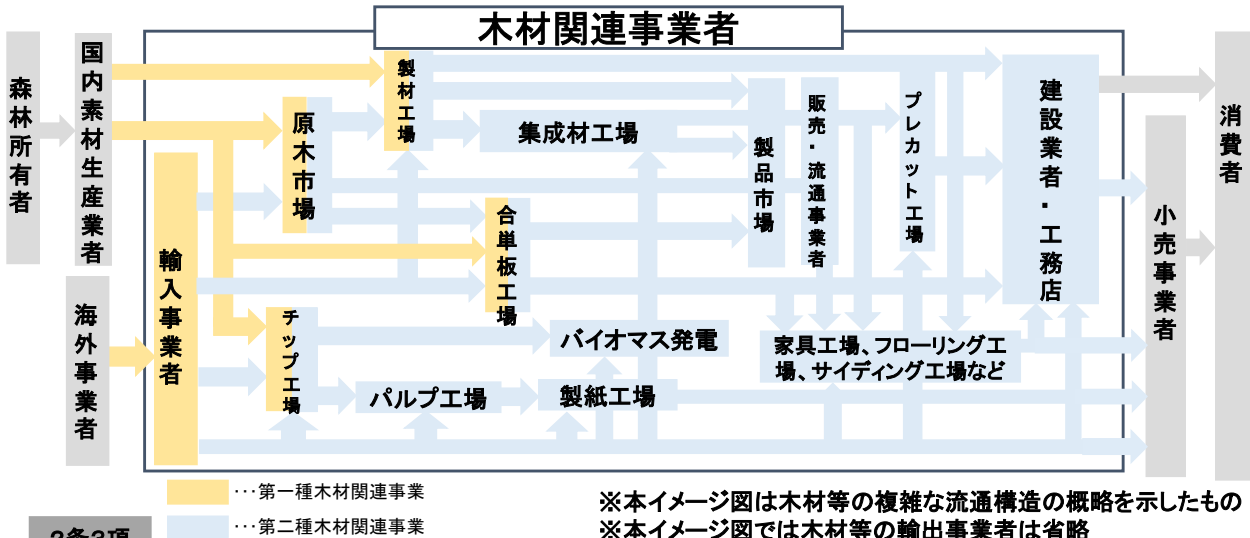 木材関連事業者
森林所有者
国内素材生産業者
海外事業者
輸入事業者
原木市場
チップ工場
製材工場
集成材工場
合単板工場
パルプ工場
バイオマス発電
製紙工場
製品市場
販売・流通事業者
プレカット工場
家具工場、フローリング工
場、サイディング工場など
建設業者・工務店
小売事業者
消費者
…第一種木材関連事業
…第二種木材関連事業
※本イメージ図は木材等の複雑な流通構造の概略を示したもの
※本イメージ図では木材等の輸出事業者は省略
2条3項